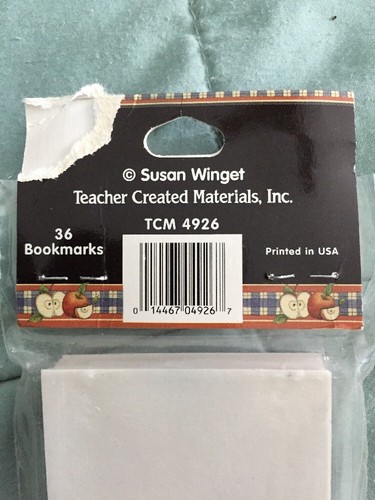 © Susan Winget
Teacher Created Materials, Inc.
TCM 4926
36
Bookmarks
Printed in USA
0 14467 04926 7